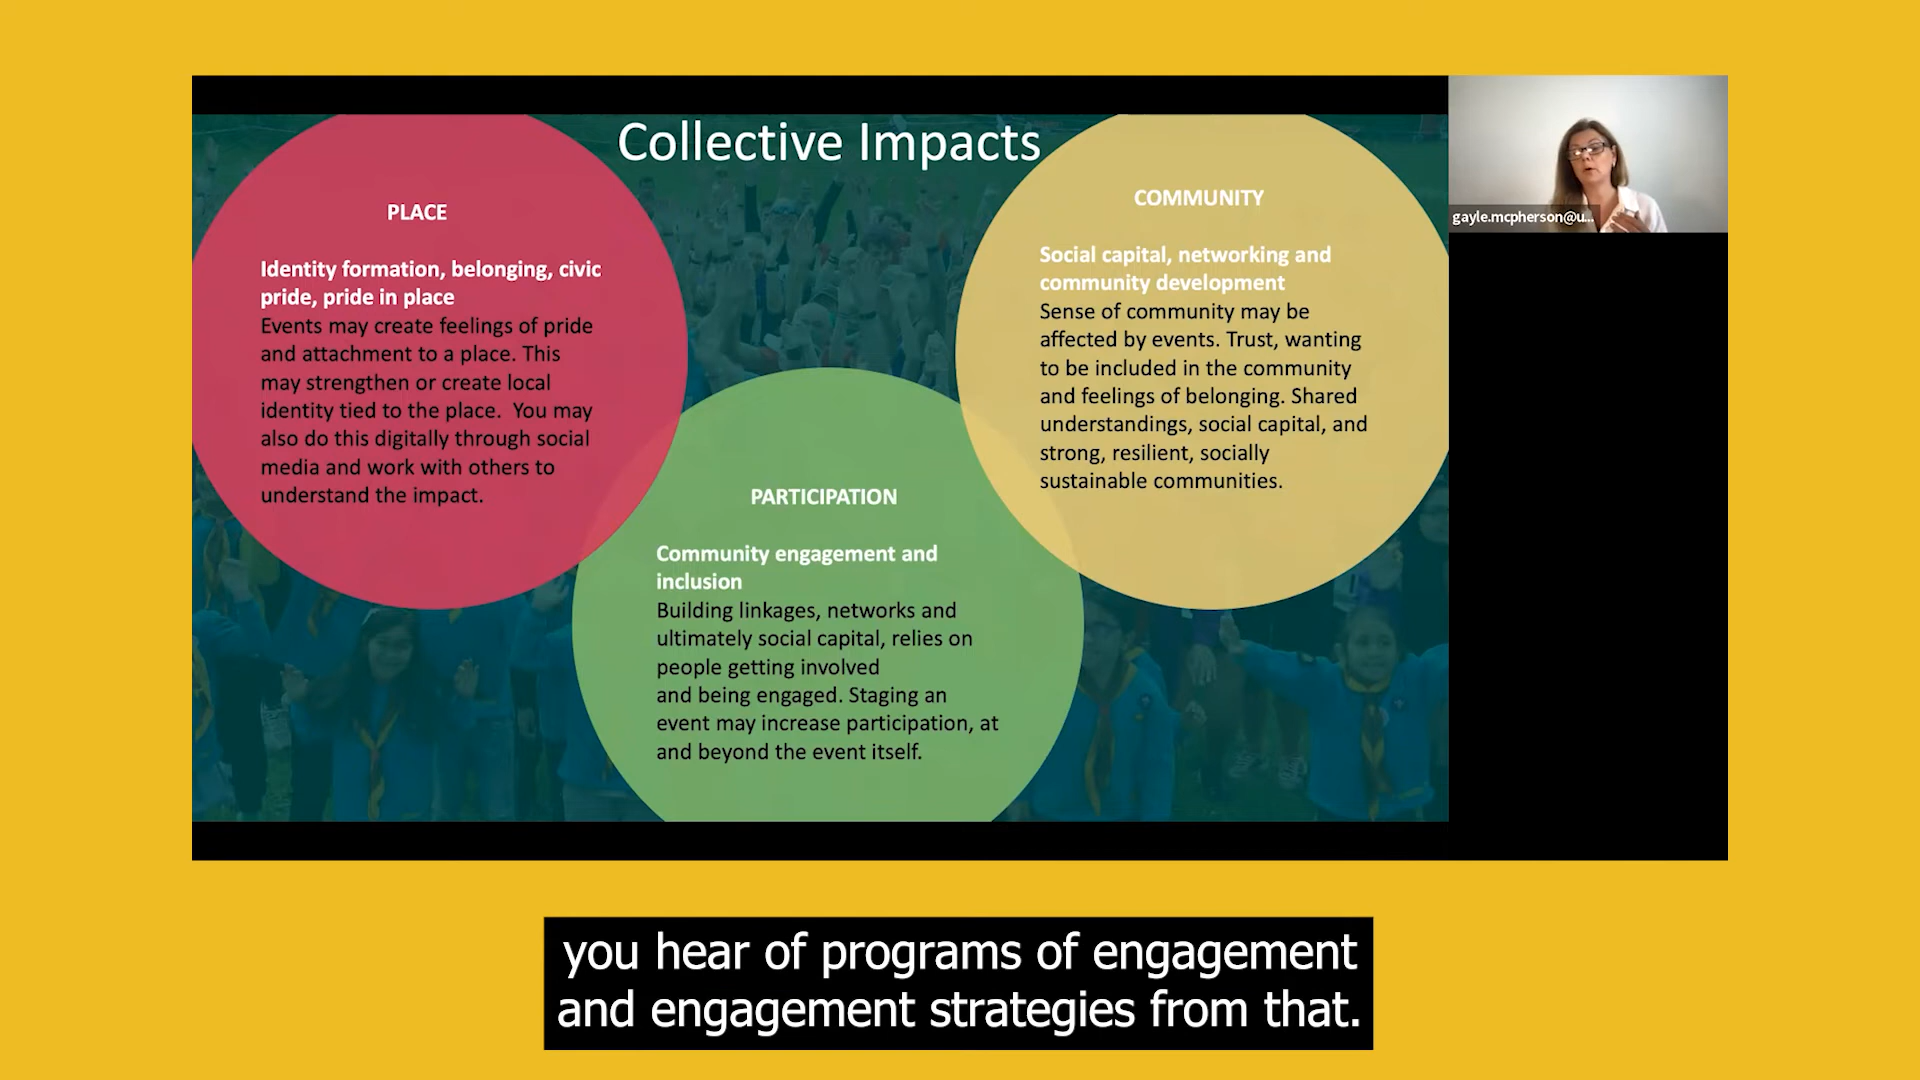 Collective Impacts
PLACE
Identity formation, belonging, civic
pride, pride in place
Events may create feelings of pride
and attachment to a place. This
may strengthen or create local
identity tied to the place.  You may
also do this digitally through social
media and work with others to
understand the impact.
PARTICIPATION
Community engagement and
inclusion
Building linkages, networks and
ultimately social capital, relies on
people getting involved
and being engaged. Staging an
event may increase participation, at
and beyond the event itself.
COMMUNITY
Social capital, networking and
community development
Sense of community may be
affected by events. Trust, wanting
to be included in the community
and feelings of belonging. Shared
understandings, social capital, and
strong, resilient, socially
sustainable communities.
gayle.mcpherson@u...
you hear of programs of engagement
and engagement strategies from that.